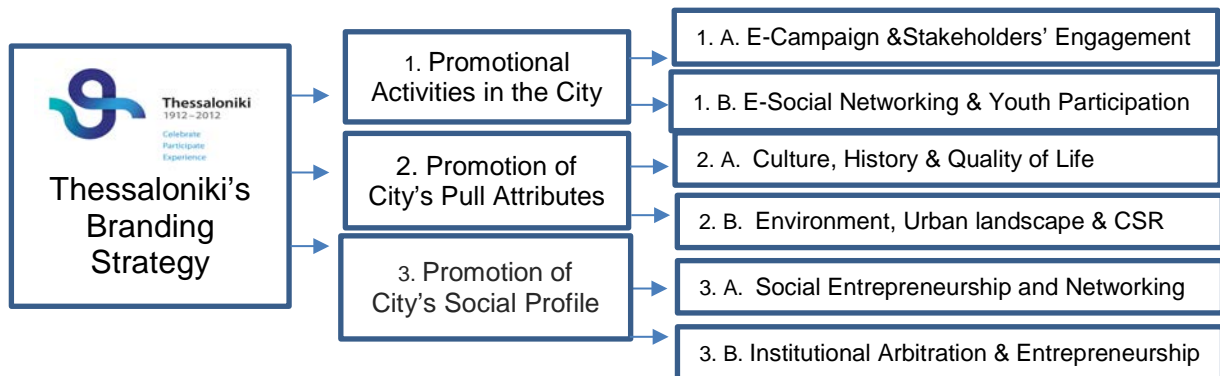 Thessaloniki
1912–2012
Celebrate
Participate
Experience
Thessaloniki's
Branding
Strategy
1. Promotional
Activities in the City
2. Promotion of
City's Pull Attributes
3. Promotion of
City's Social Profile
1. A. E-Campaign &Stakeholders' Engagement
1. B. E-Social Networking & Youth Participation
2. A. Culture, History & Quality of Life
2. B. Environment, Urban landscape & CSR
3. A. Social Entrepreneurship and Networking
3. B. Institutional Arbitration & Entrepreneurship